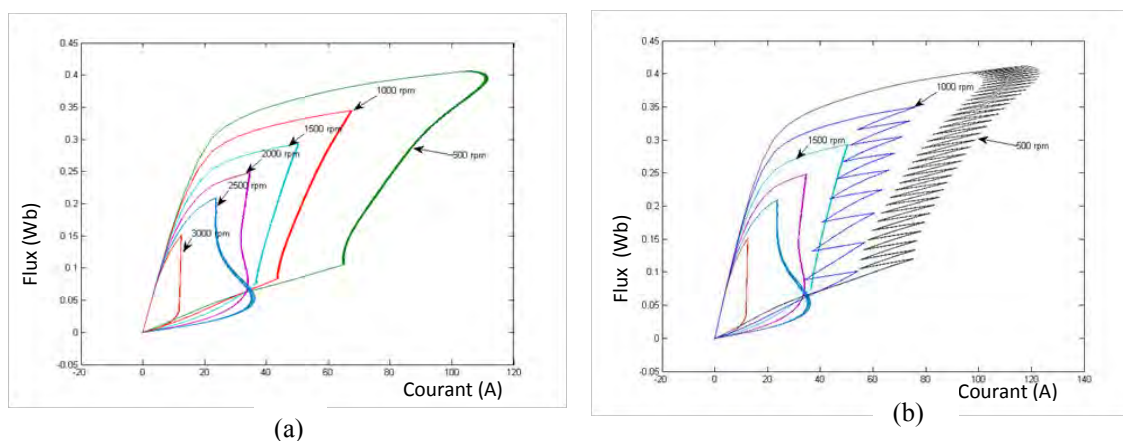 0.45
0.4
0.35
0.3
0.25
0.2
0.15
0.1
0.05
0
-0.05
-20
0
20
40
60
80
100
120
Flux (Wb)
Courant (A)
1000 rpm
1500 rpm
2000 rpm
2500 rpm
3000 rpm
500 rpm
(a)
0.45
0.4
0.35
0.3
0.25
0.2
0.15
0.1
0.05
0
-0.05
-20
0
20
40
60
80
100
120
140
Flux (Wb)
Courant (A)
1000 rpm
1500 rpm
500 rpm
(b)